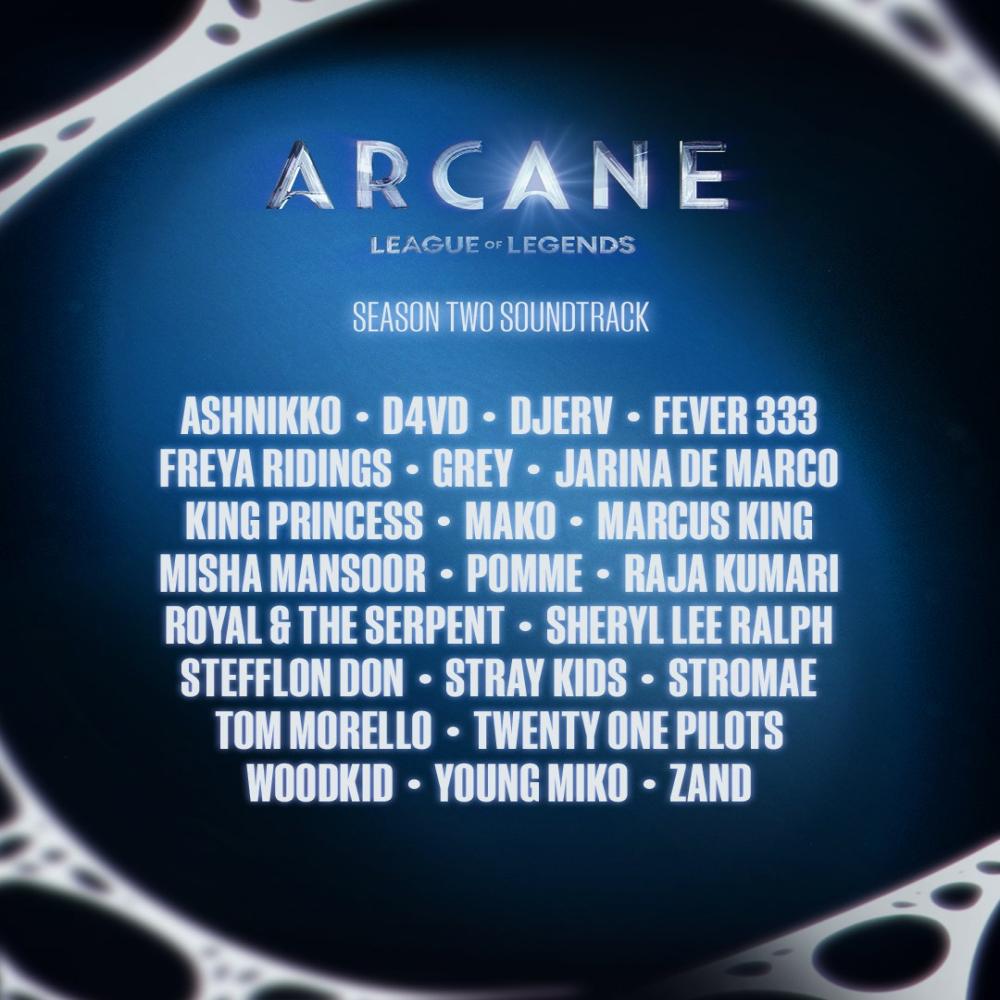 ARCANE
LEAGUE OF LEGENDS
SEASON TWO SOUNDTRACK
ASHNIKKO • D4VD • DJERV • FEVER 333
FREYA RIDINGS • GREY • JARINA DE MARCO
KING PRINCESS • MAKO • MARCUS KING
MISHA MANSOOR • POMME • RAJA KUMARI
ROYAL & THE SERPENT • SHERYL LEE RALPH
STEFFLON DON • STRAY KIDS • STROMAE
TOM MORELLO • TWENTY ONE PILOTS
WOODKID • YOUNG MIKO • ZAND